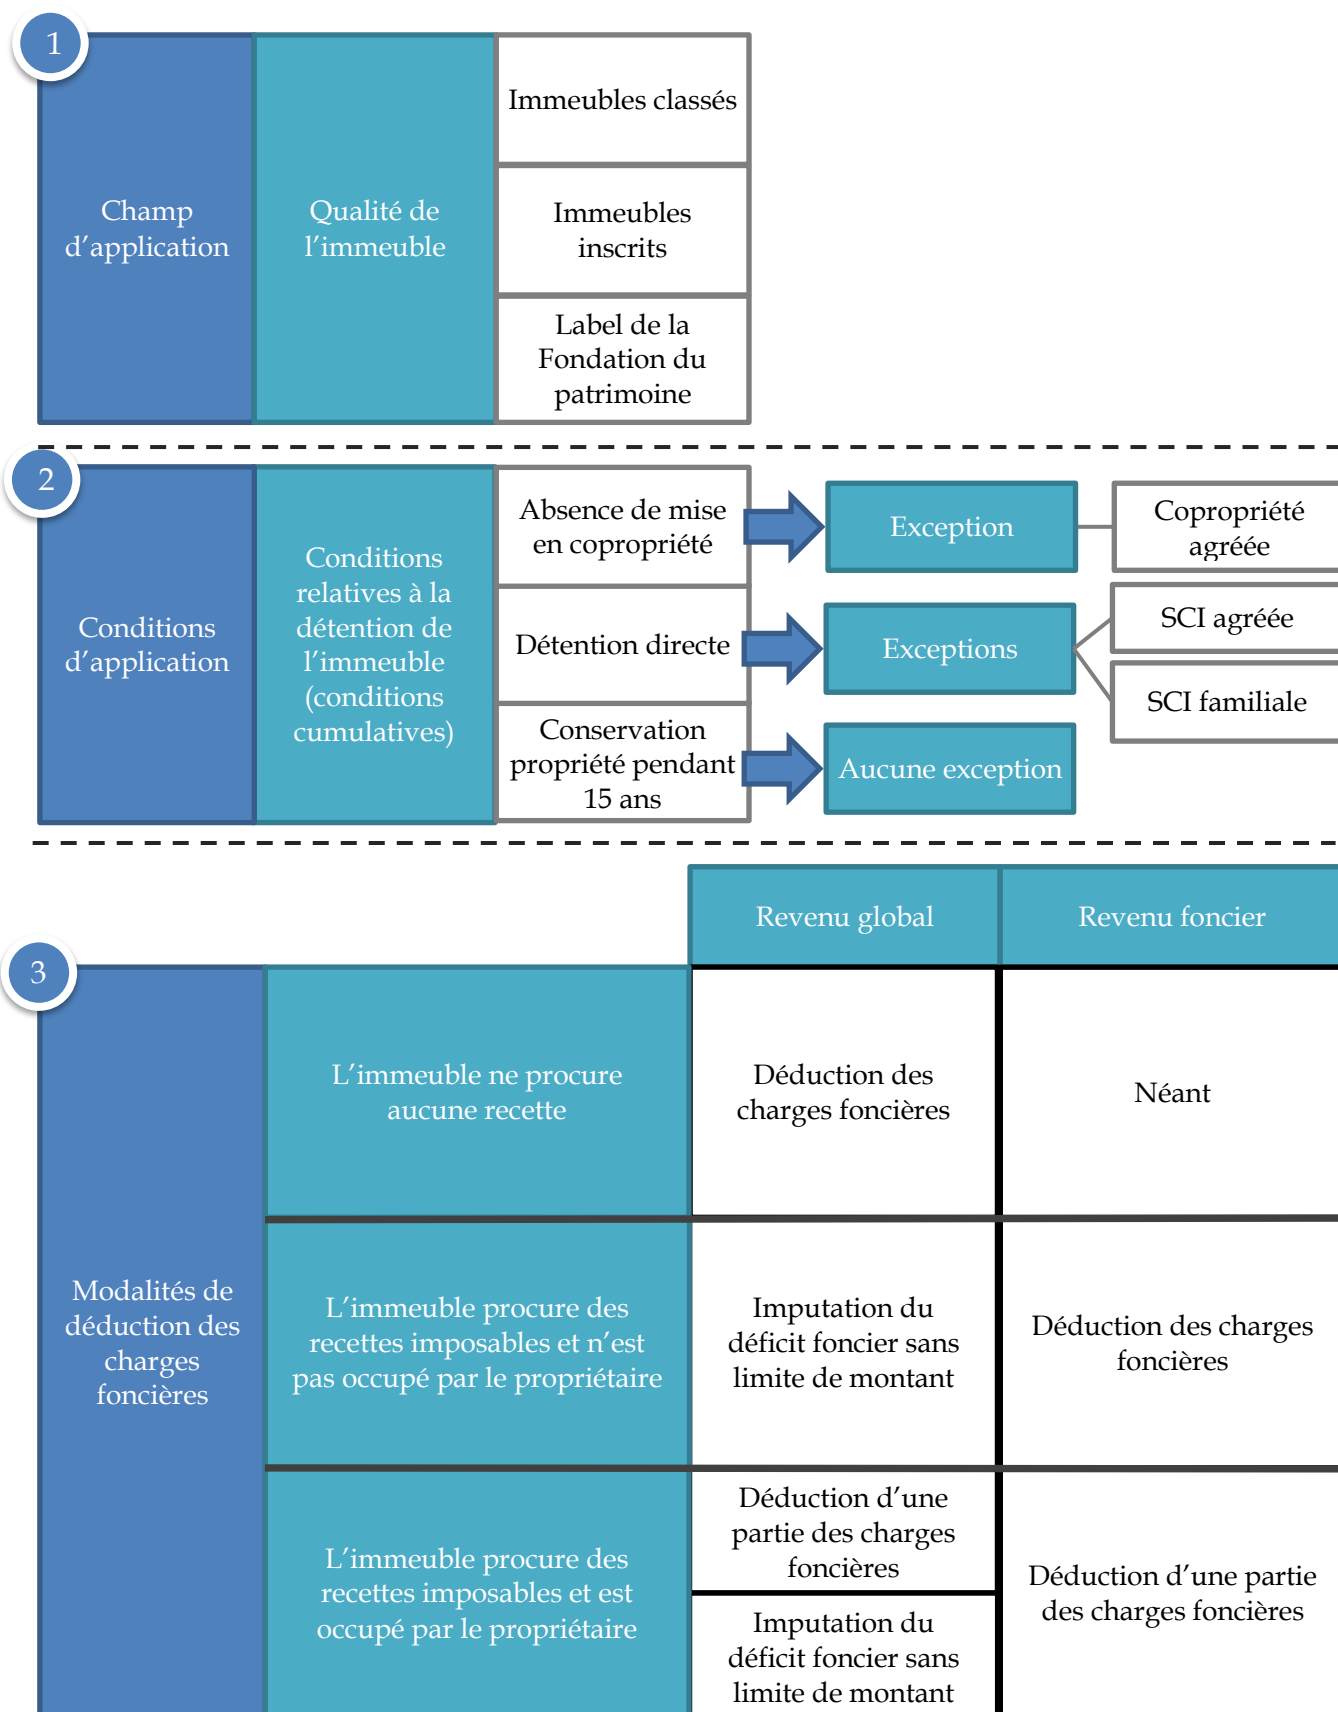 1
Champ
d’application
Qualité de
l’immeuble
Immeubles classés
Immeubles
inscrits
Label de la
Fondation du
patrimoine
2
Conditions
d’application
Conditions
relatives à la
détention de
l’immeuble
(conditions
cumulatives)
Absence de mise
en copropriété
Exception
Copropriété
agréée
Détention directe
Exceptions
SCI agréée
SCI familiale
Conservation
propriété pendant
15 ans
Aucune exception
Revenu global
Revenu foncier
3
Modalités de
déduction des
charges
foncières
L’immeuble ne procure
aucune recette
Déduction des
charges foncières
Néant
L’immeuble procure des
recettes imposables et n’est
pas occupé par le propriétaire
Imputation du
déficit foncier sans
limite de montant
Déduction des charges
foncières
L’immeuble procure des
recettes imposables et est
occupé par le propriétaire
Déduction d’une
partie des charges
foncières
Imputation du
déficit foncier sans
limite de montant
Déduction d’une partie
des charges foncières